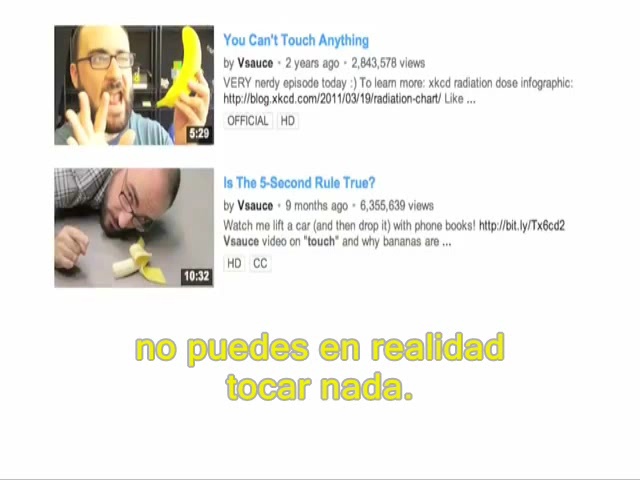 You Can't Touch Anything
by Vsauce • 2 years ago • 2,843,578 views
VERY nerdy episode today :) To learn more: xkcd radiation dose infographic:
http://blog.xkcd.com/2011/03/19/radiation-chart/ Like ...
OFFICIAL HD
5:29
Is The 5-Second Rule True?
by Vsauce • 9 months ago • 6,355,639 views
Watch me lift a car (and then drop it) with phone books! http://bit.ly/Tx6cd2
Vsauce video on "touch" and why bananas are ...
HD CC
10:32
no puedes en realidad
tocar nada.